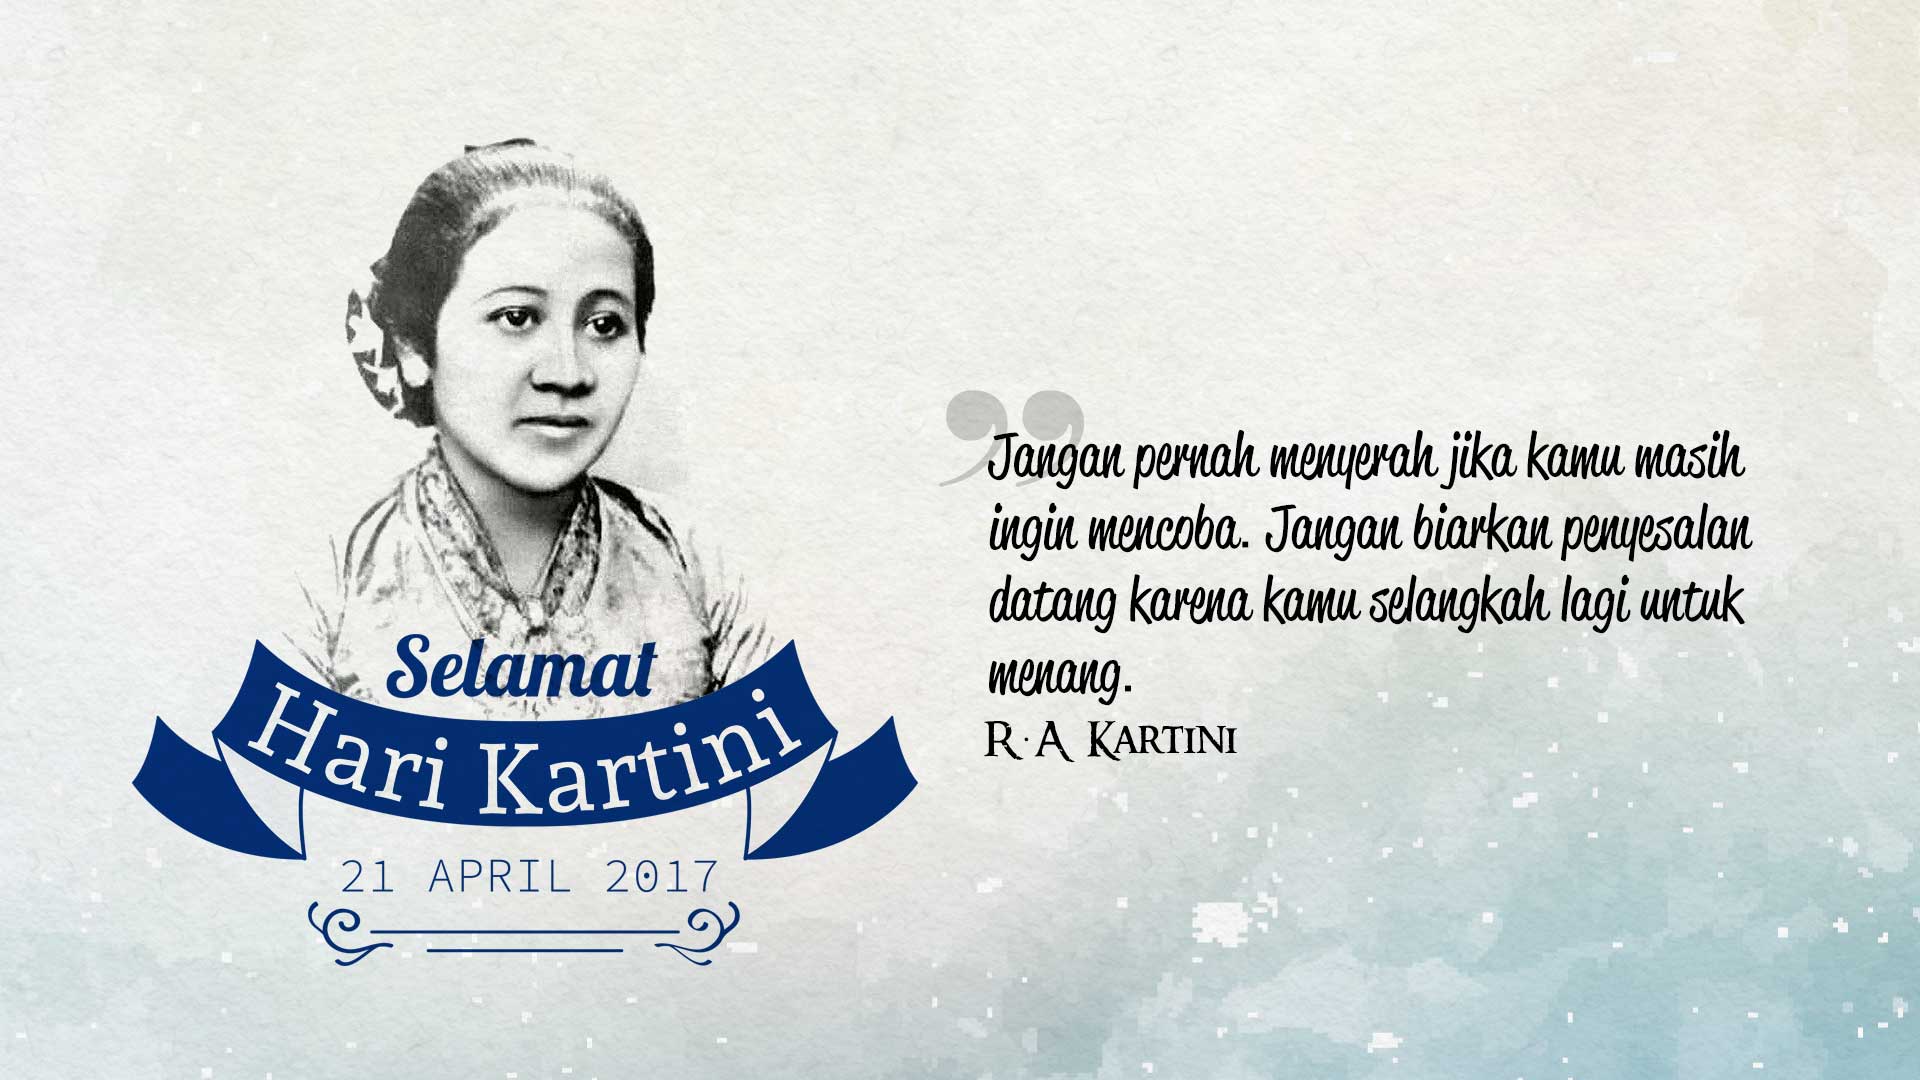 Selamat
Hari Kartini
21 APRIL 2017
”
Jangan pernah menyerah jika kamu masih
ingin mencoba. Jangan biarkan penyesalan
datang karena kamu selangkah lagi untuk
menang.
R.A Kartini